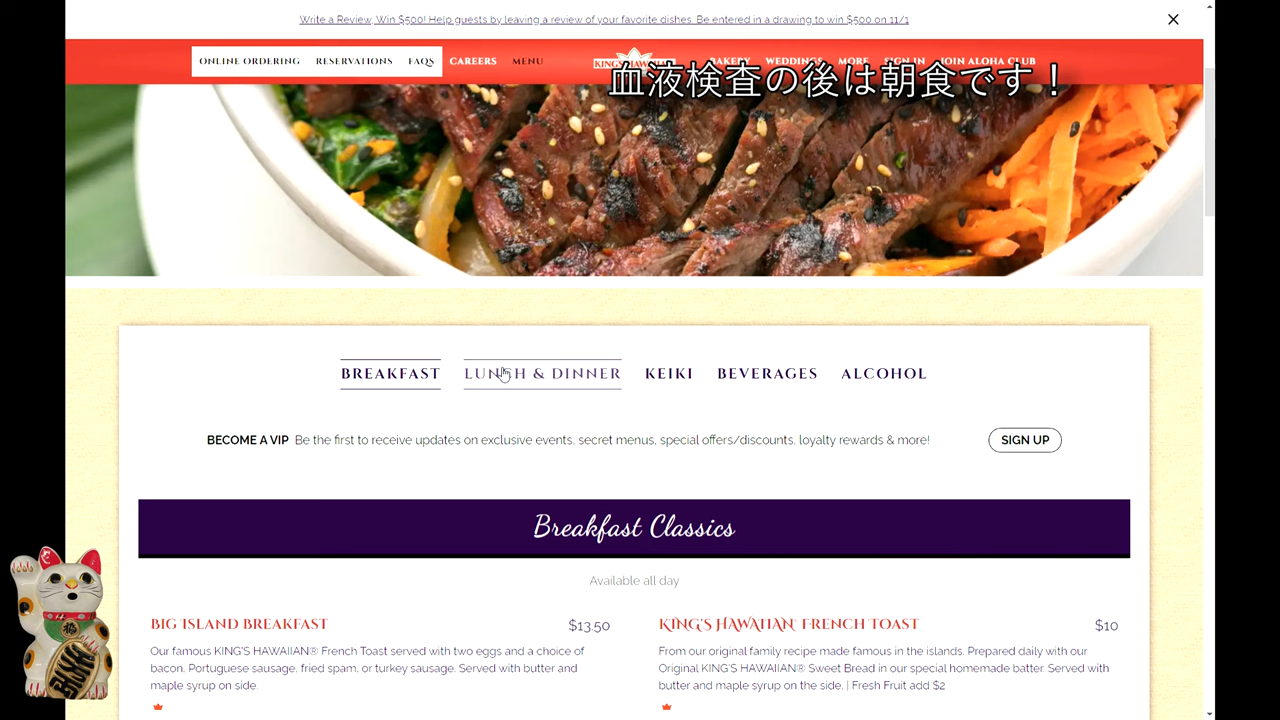 Write a Review, Win $500! Help guests by leaving a review of your favorite dishes. Be entered in a drawing to win $500 on 11/1
ONLINE ORDERING RESERVATIONS FAQS CAREERS MENU BAKERY WEDDINGS MORE SIGN IN JOIN ALOHA CLUB
血液検査の後は朝食です！
BREAKFAST LUNCH & DINNER KEIKI BEVERAGES ALCOHOL
BECOME A VIP Be the first to receive updates on exclusive events, secret menus, special offers/discounts, loyalty rewards & more! SIGN UP
Breakfast Classics
Available all day
BIG ISLAND BREAKFAST $13.50
Our famous KING'S HAWAIIAN® French Toast served with two eggs and a choice of
bacon, Portuguese sausage, fried spam, or turkey sausage. Served with butter and
maple syrup on side.
KING'S HAWAIIAN® FRENCH TOAST $10
From our original family recipe made famous in the islands. Prepared daily with our
Original KING'S HAWAIIAN® Sweet Bread in our special homemade batter. Served with
butter and maple syrup on the side. | Fresh Fruit add $2